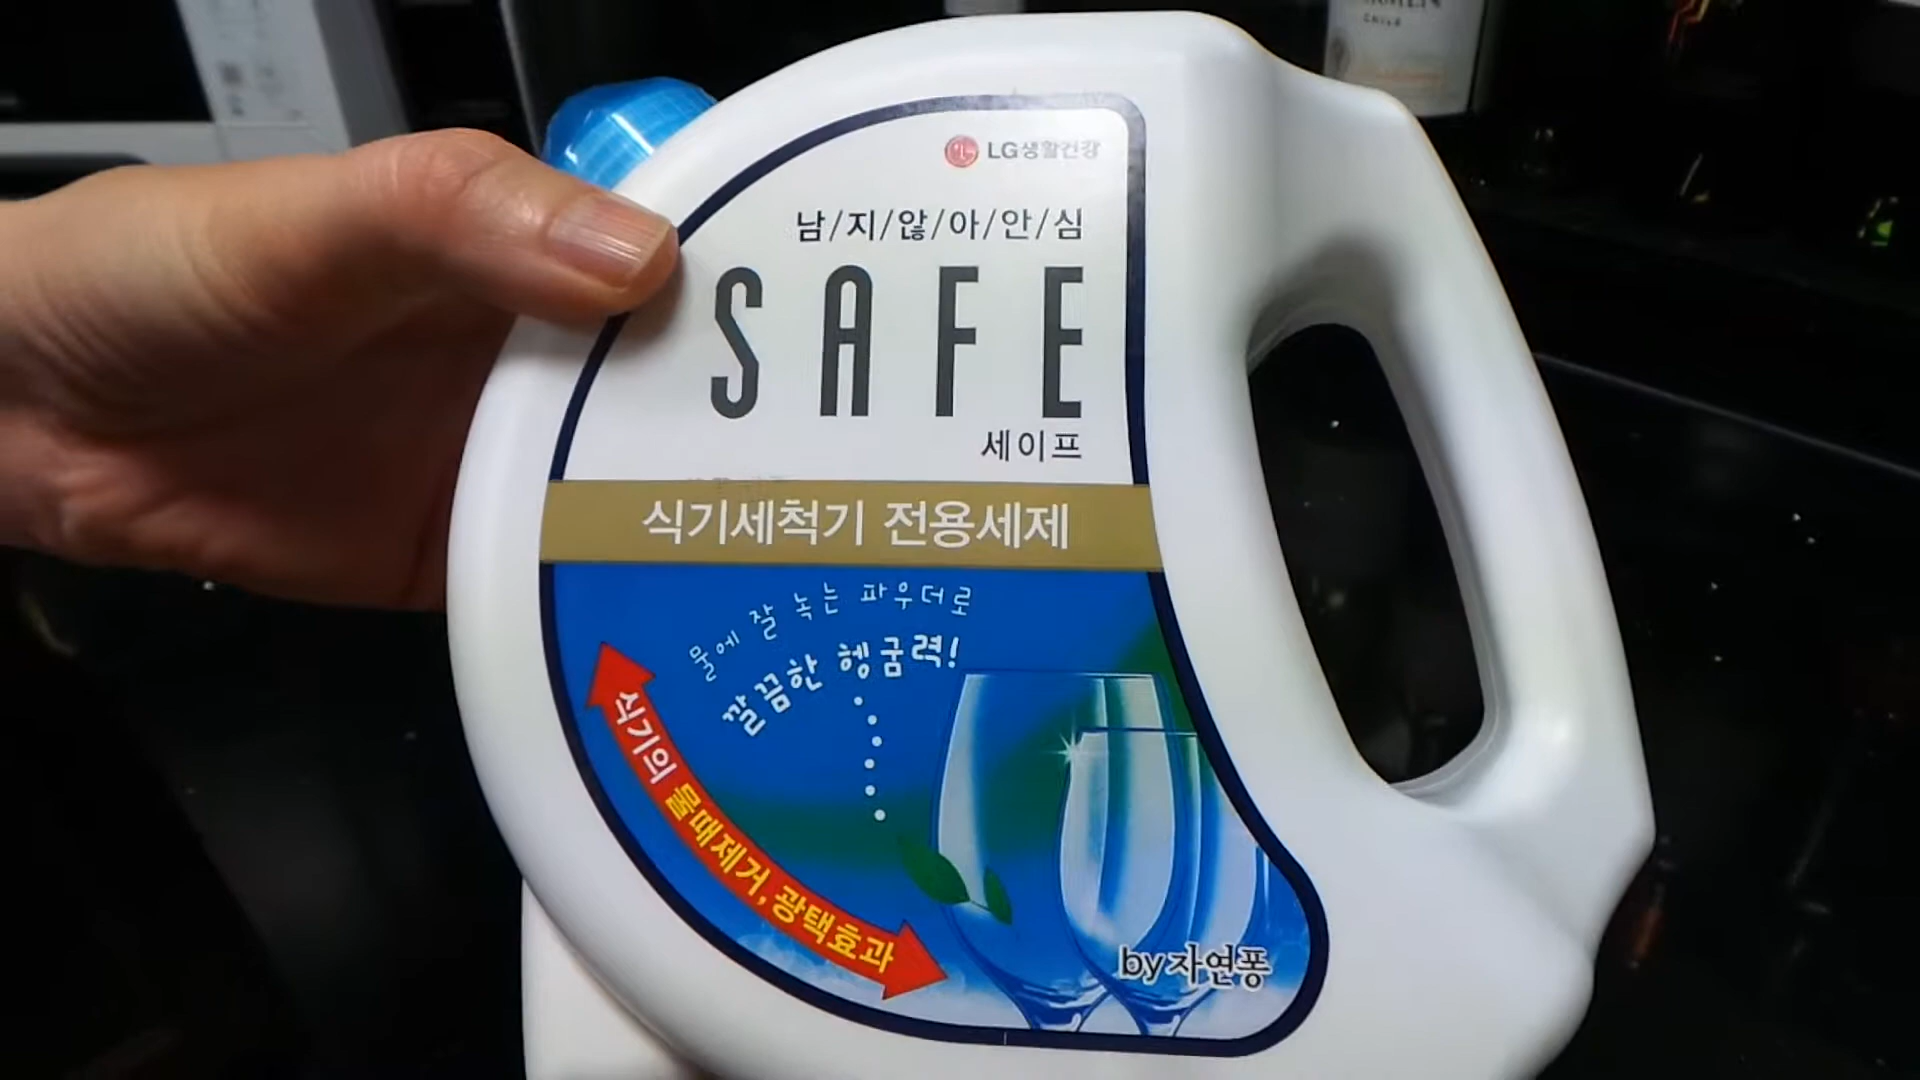 CHILE
LG생활건강
남/지/않/아/안/심
SAFE
세이프
식기세척기 전용세제
물에 잘 녹는 파우더로
깔끔한 헹굼력!
식기의 물때제거, 광택효과
by 자연퐁